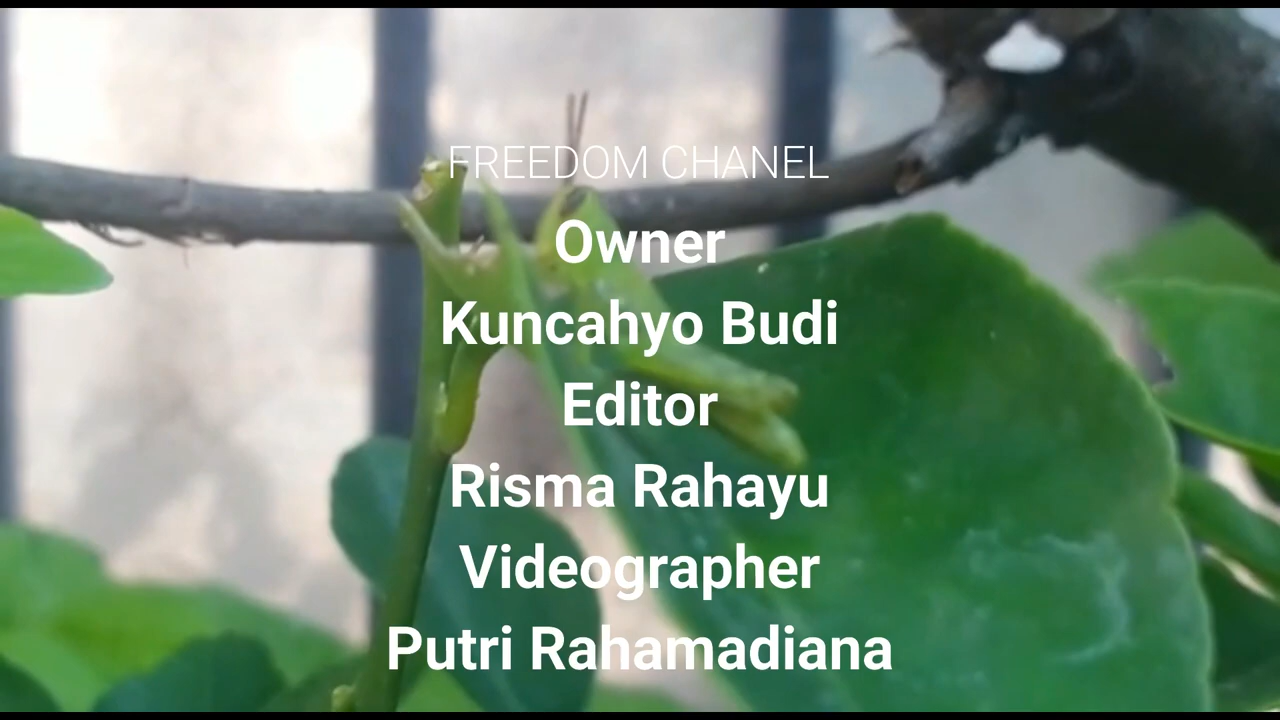 FREEDOM CHANEL
Owner
Kuncahyo Budi
Editor
Risma Rahayu
Videographer
Putri Rahamadiana